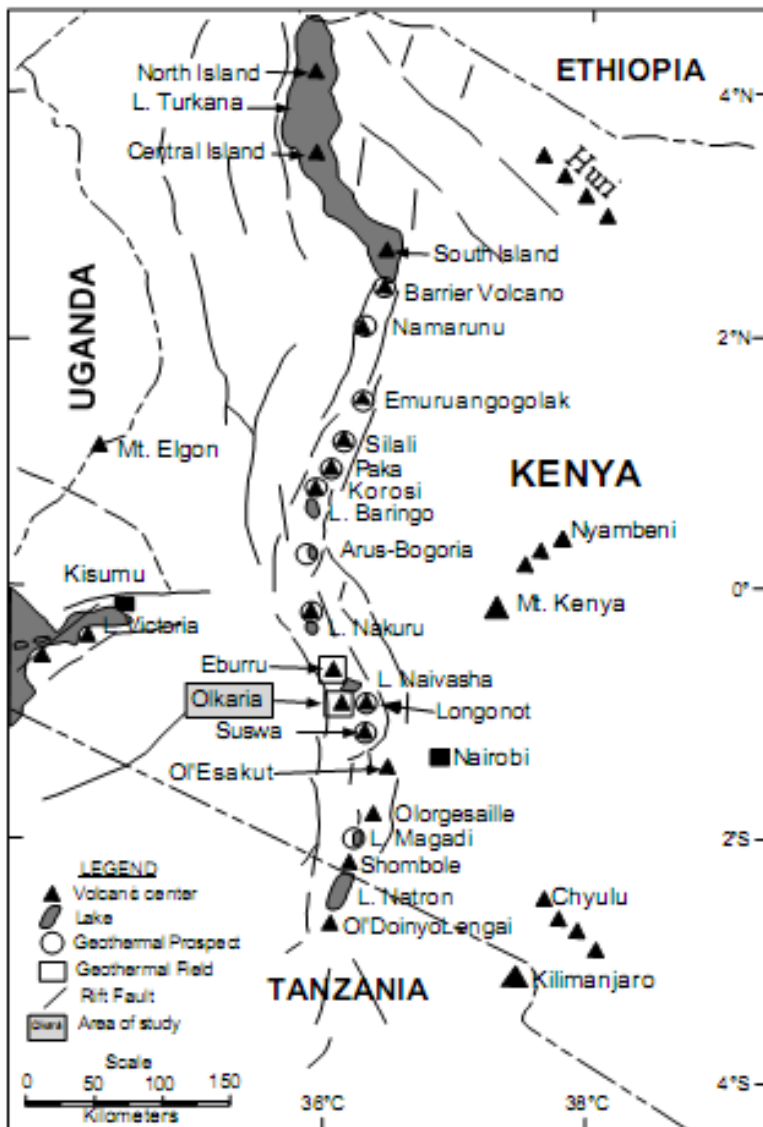 North Island
ETHIOPIA
4°N
L. Turkana
Central Island
Huri
South Island
Barrier Volcano
Namarunu
2°N
UGANDA
Emuruangogolak
Mt. Elgon
Silali
Paka
KENYA
Korosi
L. Baringo
Nyambeni
Arus-Bogoria
Kisumu
0°
Mt. Kenya
L. Victoria
L. Nakuru
Eburru
L. Naivasha
Olkaria
Longonot
Suswa
Nairobi
Ol'Esakut
Olorgesaille
L. Magadi
2°S
Shombole
LEGEND
Volcanic center
Lake
Geothermal Prospect
Geothermal Field
Rift Fault
Olkaria Area of study
L. Natron
Ol'DoinyoLengai
Chyulu
TANZANIA
Kilimanjaro
Scale
0 50 100 150
Kilometers
36°C
38°C
4°S